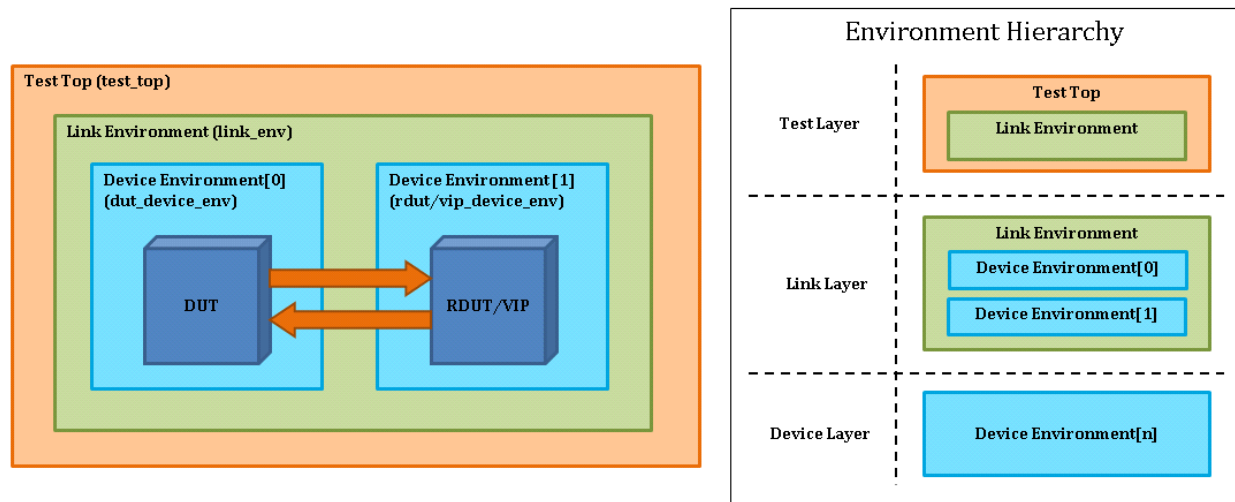 Test Top (test_top)
Link Environment (link_env)
Device Environment[0]
(dut_device_env)
Device Environment [1]
(rdut/vip_device_env)
DUT
RDUT/VIP
Environment Hierarchy
Test Layer
Test Top
Link Environment
Link Layer
Link Environment
Device Environment[0]
Device Environment[1]
Device Layer
Device Environment[n]